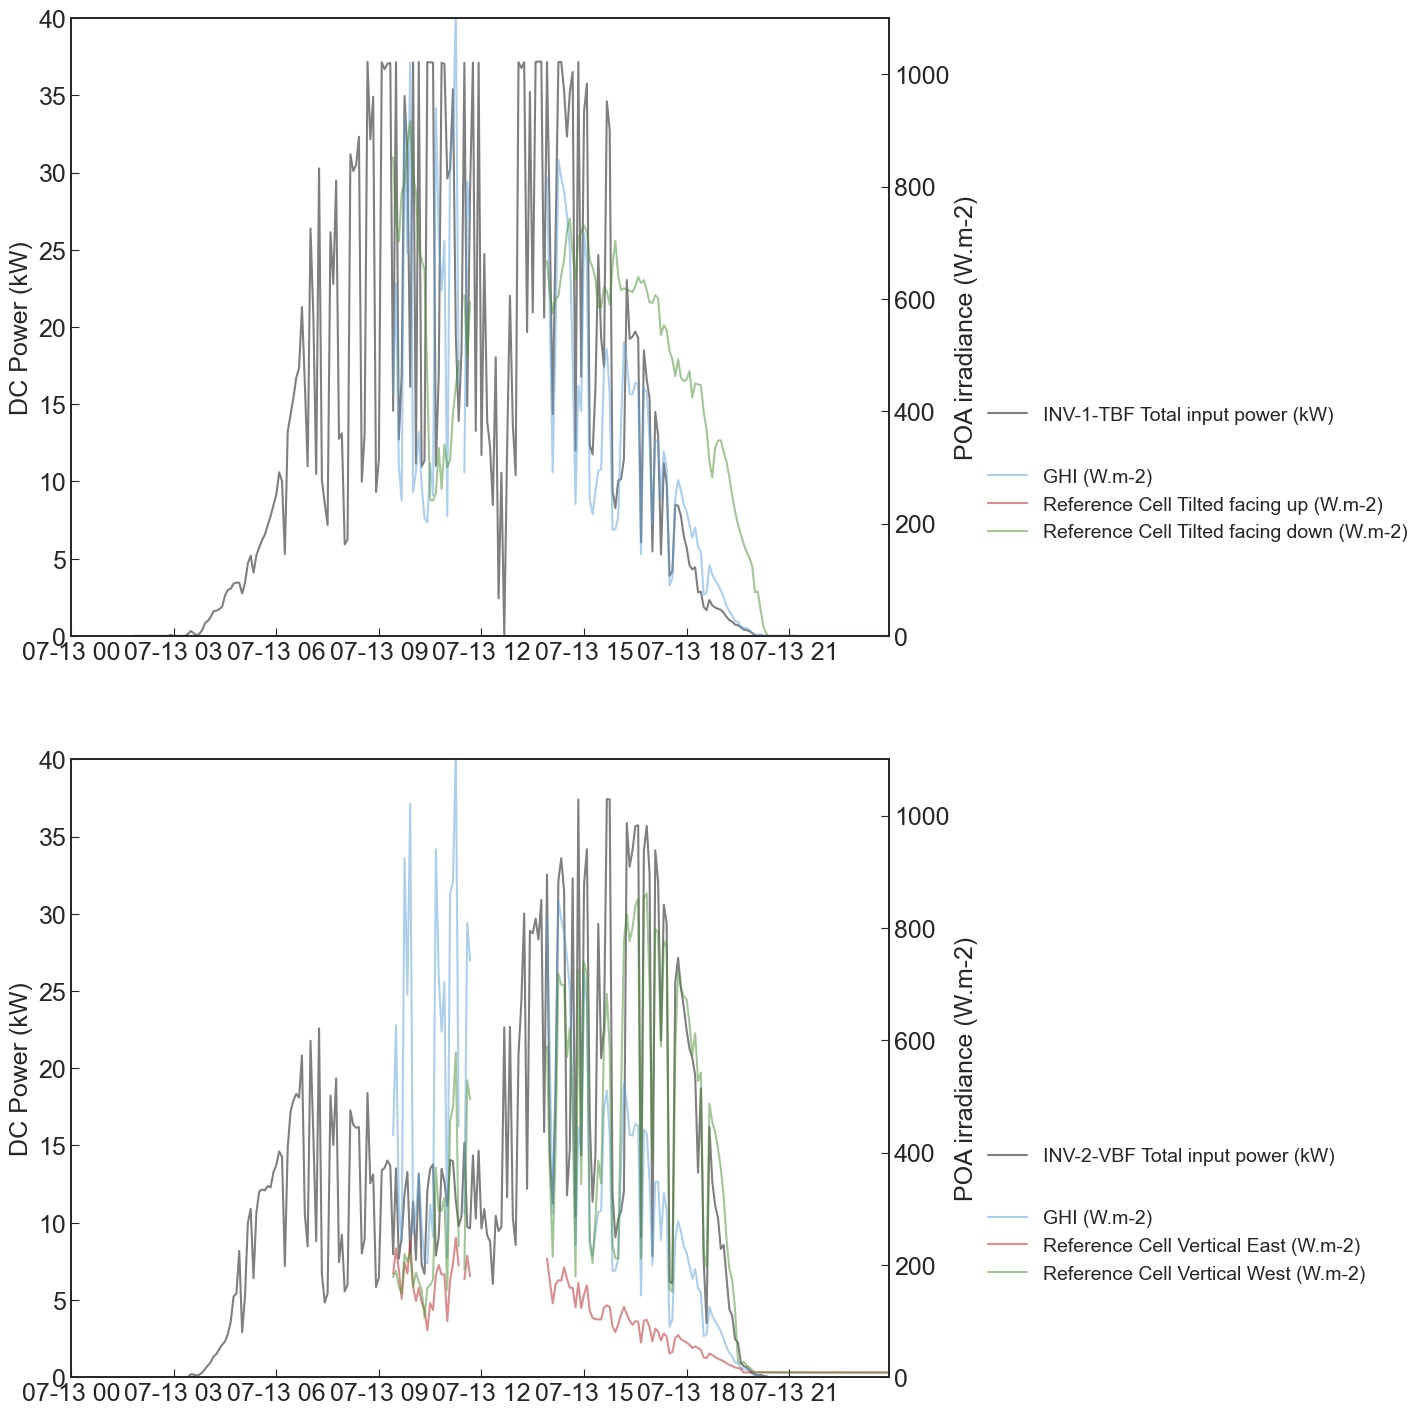 40
35
30
25
20
15
10
5
0
DC Power (kW)
1000
800
600
400
200
0
POA irradiance (W.m-2)
07-13 00 07-13 03 07-13 06 07-13 09 07-13 12 07-13 15 07-13 18 07-13 21
INV-1-TBF Total input power (kW)
GHI (W.m-2)
Reference Cell Tilted facing up (W.m-2)
Reference Cell Tilted facing down (W.m-2)
40
35
30
25
20
15
10
5
0
DC Power (kW)
1000
800
600
400
200
0
POA irradiance (W.m-2)
07-13 00 07-13 03 07-13 06 07-13 09 07-13 12 07-13 15 07-13 18 07-13 21
INV-2-VBF Total input power (kW)
GHI (W.m-2)
Reference Cell Vertical East (W.m-2)
Reference Cell Vertical West (W.m-2)